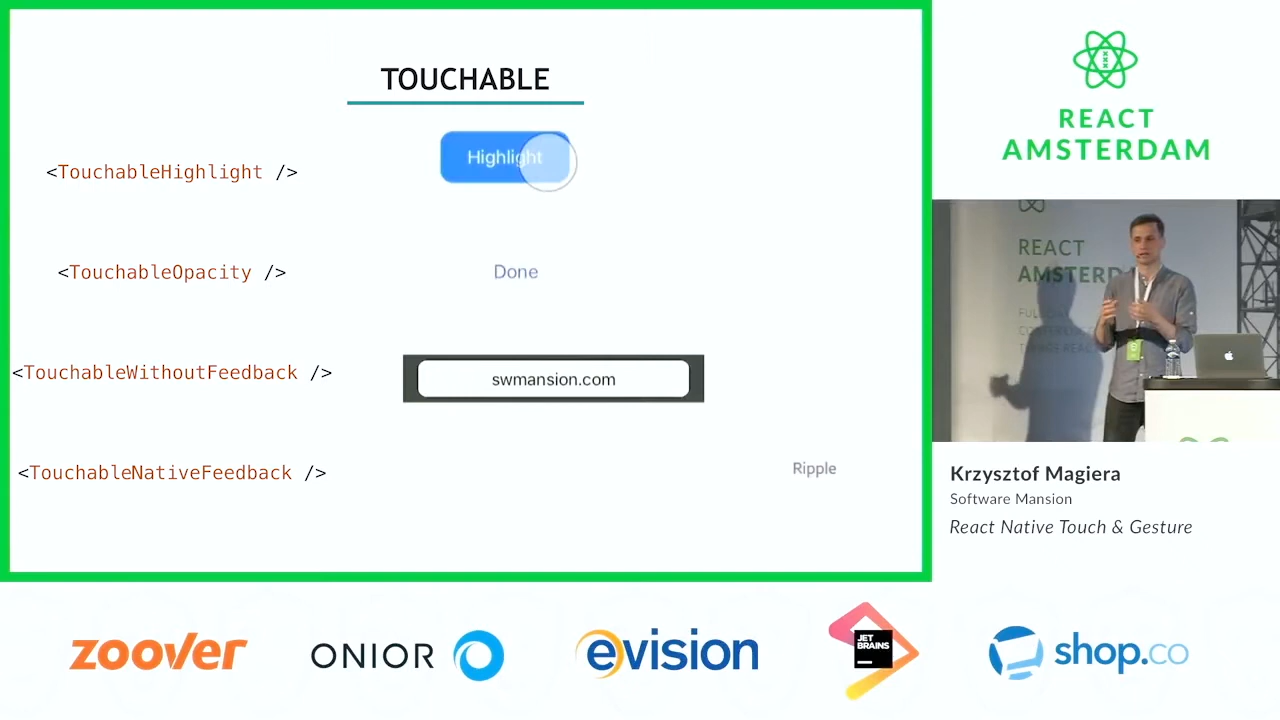 TOUCHABLE
<TouchableHighlight />
Highlight
<TouchableOpacity />
Done
<TouchableWithoutFeedback />
swmansion.com
<TouchableNativeFeedback />
Ripple
REACT
AMSTERDAM
REACT
AMSTERD
Krzysztof Magiera
Software Mansion
React Native Touch & Gesture
zoover
ONIOR
evision
JET
BRAINS
shop.co